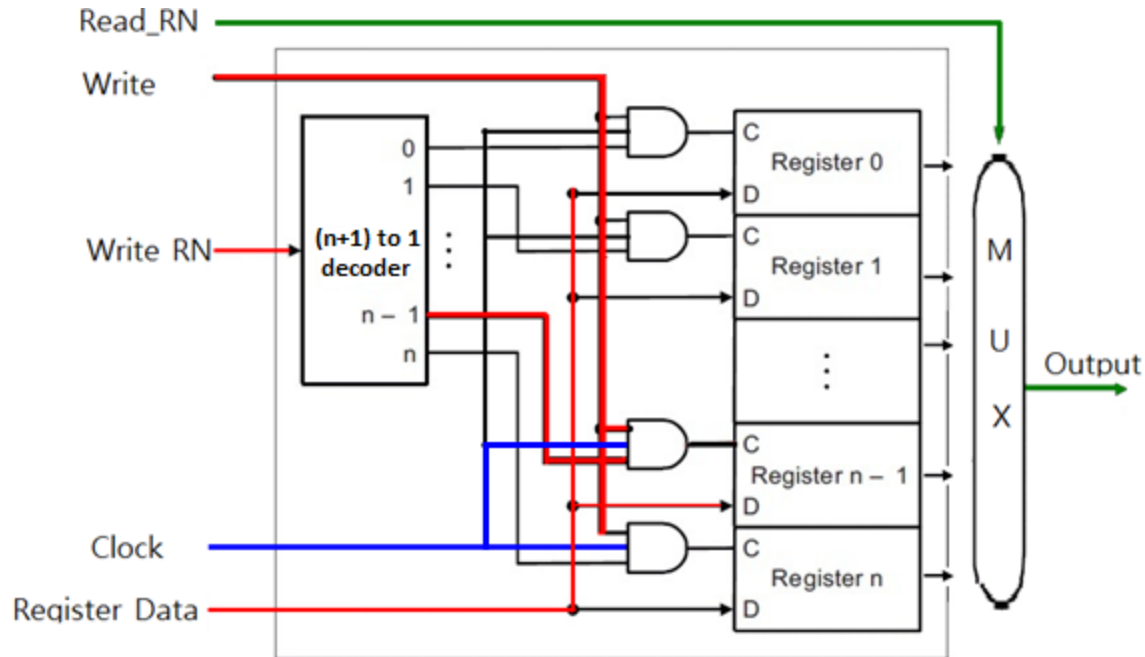 Read_RN
Write
Write RN
Clock
Register Data
0
1
⋮
(n+1) to 1
decoder
n – 1
n
C
Register 0
D
C
Register 1
D
⋮
C
Register n – 1
D
C
Register n
D
M
U
X
Output